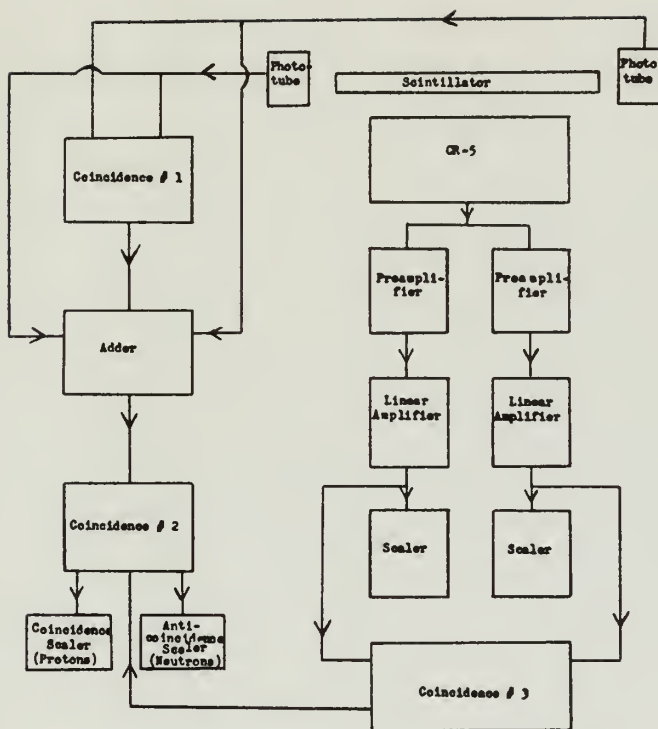 Photo-
tube
Photo-
tube
Scintillator
CR-5
Coincidence # 1
Preampli-
fier
Preampli-
fier
Adder
Linear
Amplifier
Linear
Amplifier
Coincidence # 2
Scaler
Scaler
Coincidence
Scaler
(Protons)
Anti-
coincidence
Scaler
(Neutrons)
Coincidence # 3